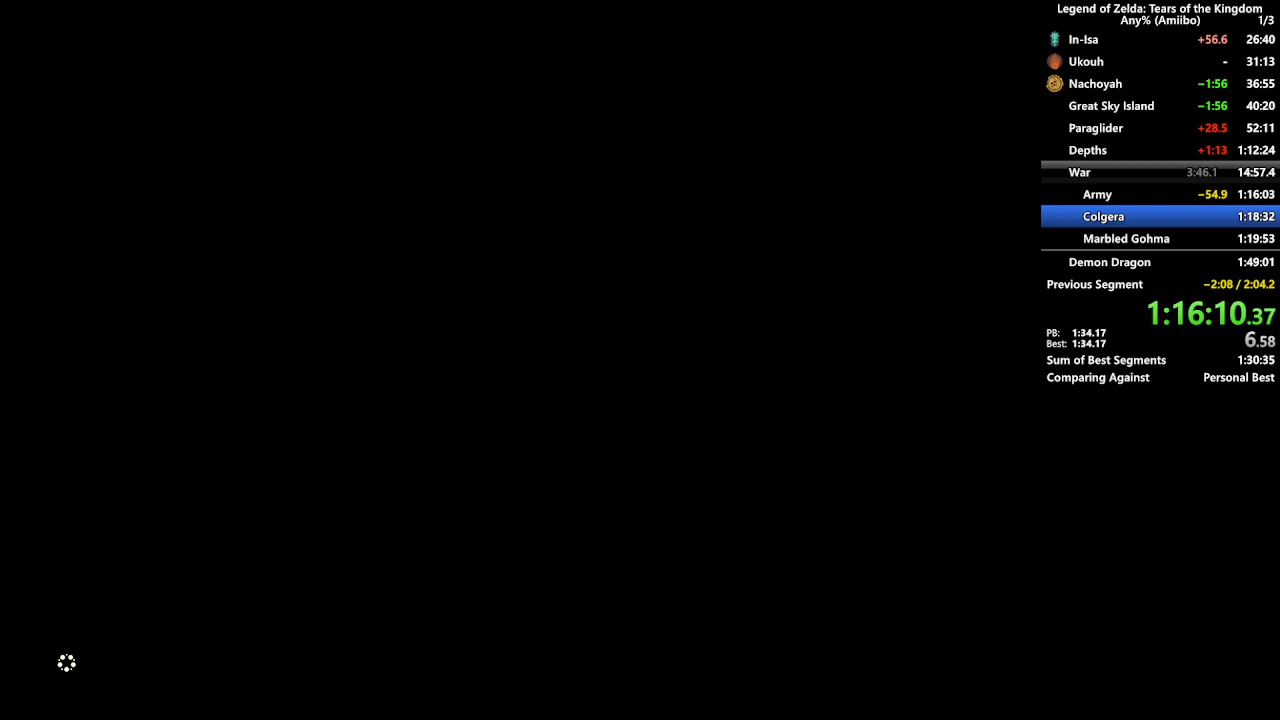 Legend of Zelda: Tears of the Kingdom
Any% (Amiibo) 1/3
In-Isa +56.6 26:40
Ukouh - 31:13
Nachoyah −1:56 36:55
Great Sky Island −1:56 40:20
Paraglider +28.5 52:11
Depths +1:13 1:12:24
War 3:46.1 14:57.4
Army −54.9 1:16:03
Colgera 1:18:32
Marbled Gohma 1:19:53
Demon Dragon 1:49:01
Previous Segment −2:08 / 2:04.2
1:16:10.37
PB: 1:34.17
Best: 1:34.17
6.58
Sum of Best Segments 1:30:35
Comparing Against Personal Best